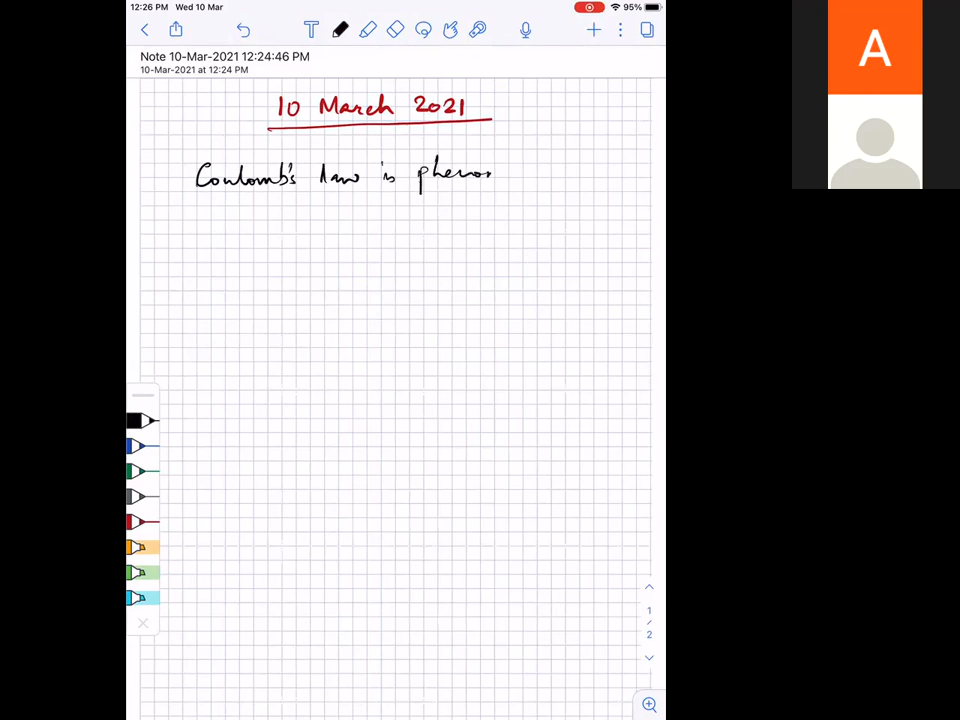 12:26 PM Wed 10 Mar 95%
T
Note 10-Mar-2021 12:24:46 PM
10-Mar-2021 at 12:24 PM
10 March 2021
Coulomb's law is pheno
1
/
2
A